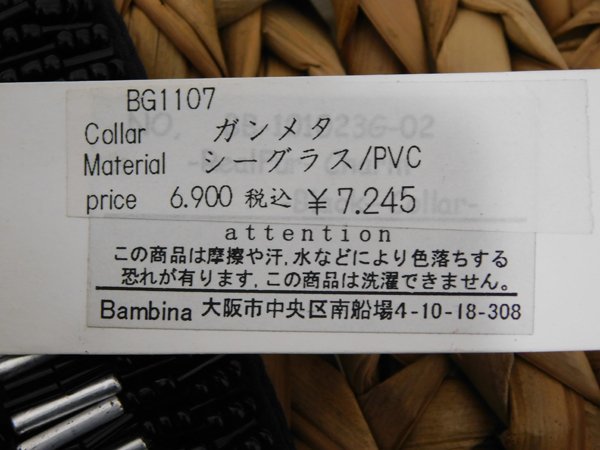 BG1107
Collar ガンメタ
Material シーグラス/PVC
price 6.900 税込 ¥7.245
attention
この商品は摩擦や汗,水などにより色落ちする
恐れが有ります,この商品は洗濯できません。
Bambina 大阪市中央区南船場4-10-18-308